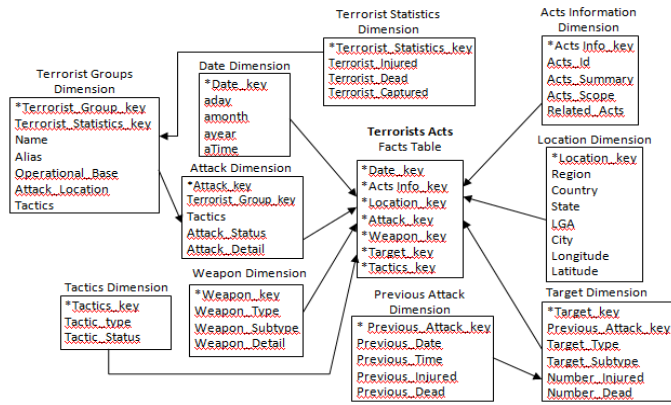 Terrorist Statistics
Dimension
*Terrorist_Statistics_key
Terrorist_Injured
Terrorist_Dead
Terrorist_Captured
Acts Information
Dimension
*Acts Info_key
Acts_Id
Acts_Summary
Acts_Scope
Related_Acts
Date Dimension
*Date_key
aday
amonth
ayear
aTime
Terrorist Groups
Dimension
*Terrorist_Group_key
Terrorist_Statistics_key
Name
Alias
Operational_Base
Attack_Location
Tactics
Terrorists Acts
Facts Table
*Date_key
*Acts Info_key
*Location_key
*Attack_key
*Weapon_key
*Target_key
*Tactics_key
Location Dimension
*Location_key
Region
Country
State
LGA
City
Longitude
Latitude
Attack Dimension
*Attack_key
Terrorist_Group_key
Tactics
Attack_Status
Attack_Detail
Tactics Dimension
*Tactics_key
Tactic_type
Tactic_Status
Weapon Dimension
*Weapon_key
Weapon_Type
Weapon_Subtype
Weapon_Detail
Previous Attack
Dimension
* Previous_Attack_key
Previous_Date
Previous_Time
Previous_Injured
Previous_Dead
Target Dimension
*Target_key
Previous_Attack_key
Target_Type
Target_Subtype
Number_Injured
Number_Dead